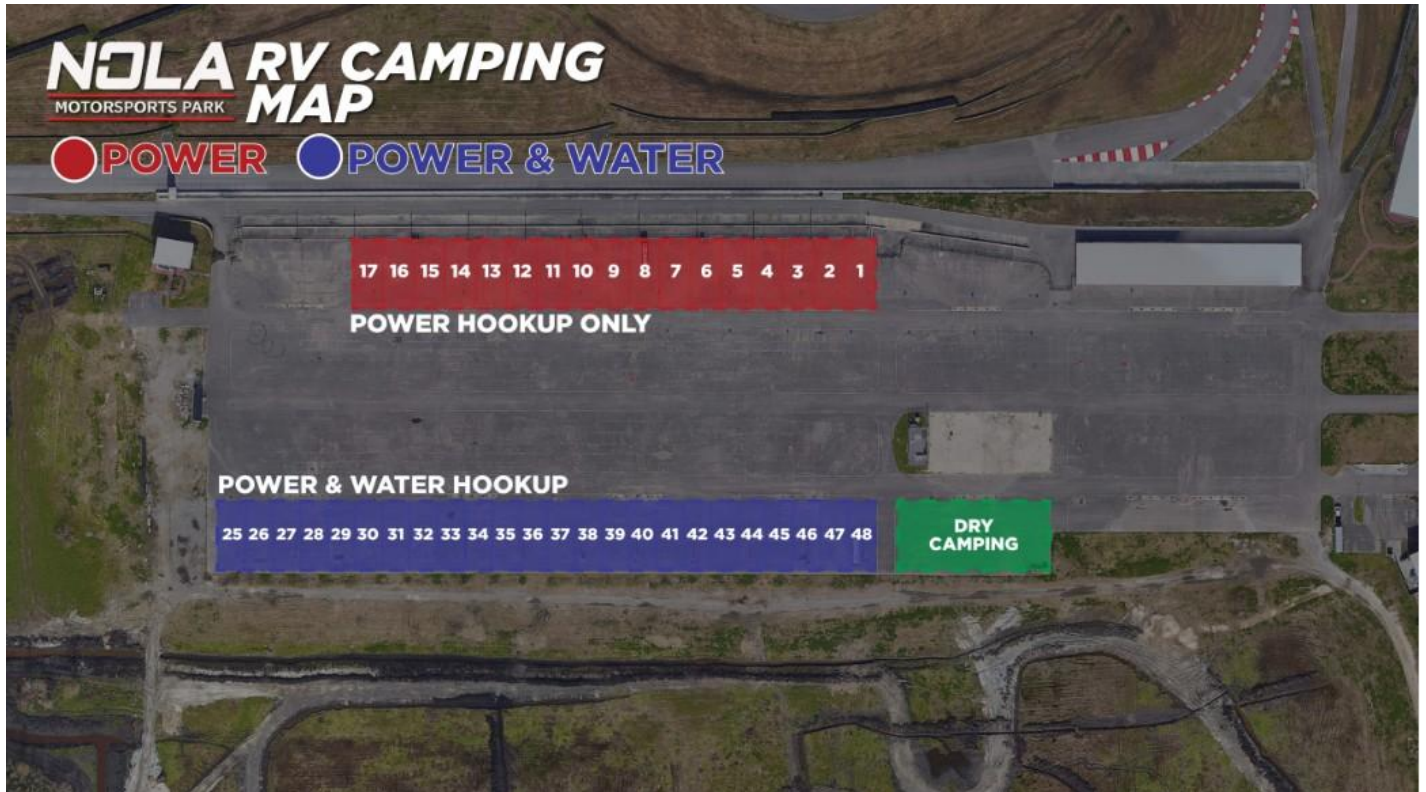 NOLA
MOTORSPORTS PARK
RV CAMPING
MAP
POWER
POWER & WATER
17 16 15 14 13 12 11 10 9 8 7 6 5 4 3 2 1
POWER HOOKUP ONLY
POWER & WATER HOOKUP
25 26 27 28 29 30 31 32 33 34 35 36 37 38 39 40 41 42 43 44 45 46 47 48
DRY
CAMPING